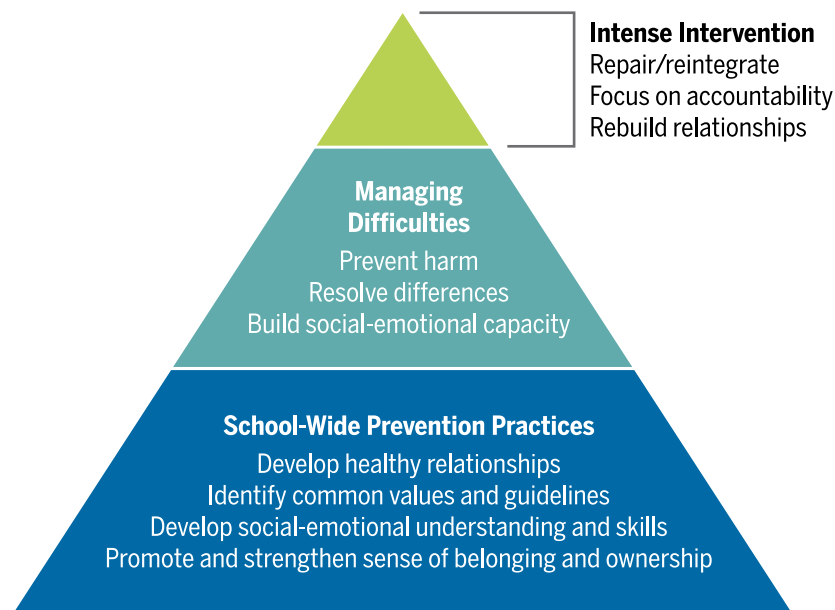 Intense Intervention
Repair/reintegrate
Focus on accountability
Rebuild relationships
Managing
Difficulties
Prevent harm
Resolve differences
Build social-emotional capacity
School-Wide Prevention Practices
Develop healthy relationships
Identify common values and guidelines
Develop social-emotional understanding and skills
Promote and strengthen sense of belonging and ownership